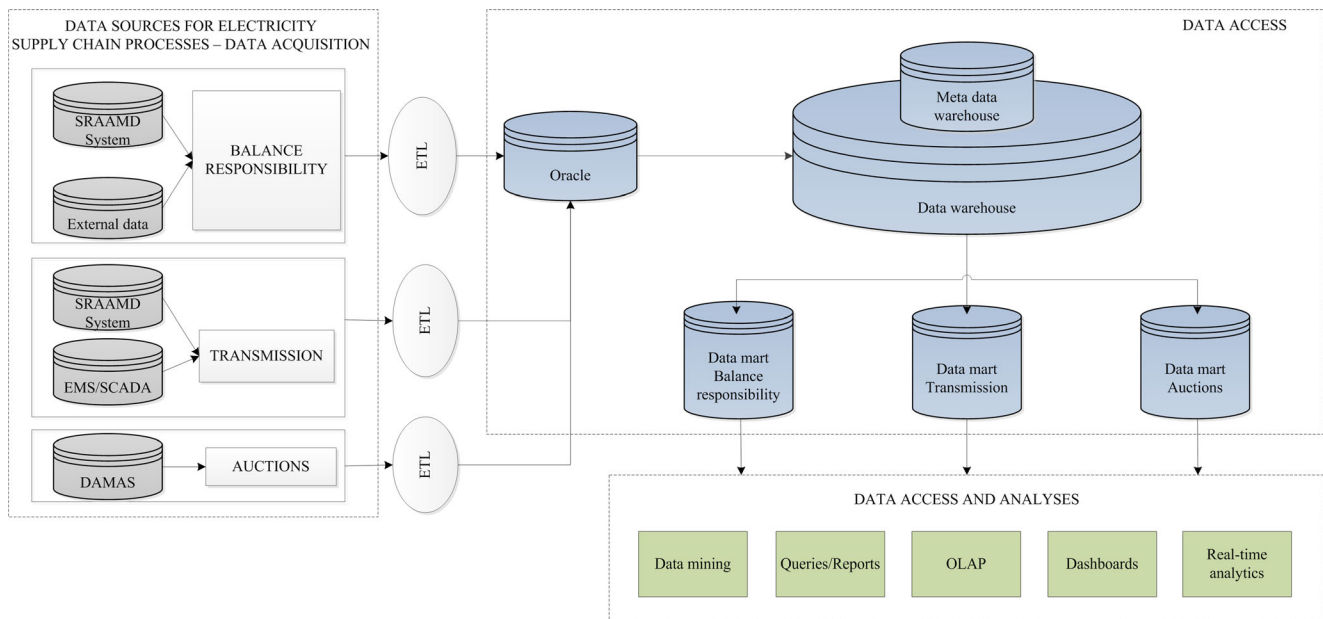 DATA SOURCES FOR ELECTRICITY
SUPPLY CHAIN PROCESSES – DATA ACQUISITION
SRAAMD
System
External data
BALANCE
RESPONSIBILITY
ETL
SRAAMD
System
EMS/SCADA
TRANSMISSION
ETL
DAMAS
AUCTIONS
ETL
DATA ACCESS
Oracle
Meta data
warehouse
Data warehouse
Data mart
Balance
responsibility
Data mart
Transmission
Data mart
Auctions
DATA ACCESS AND ANALYSES
Data mining
Queries/Reports
OLAP
Dashboards
Real-time
analytics